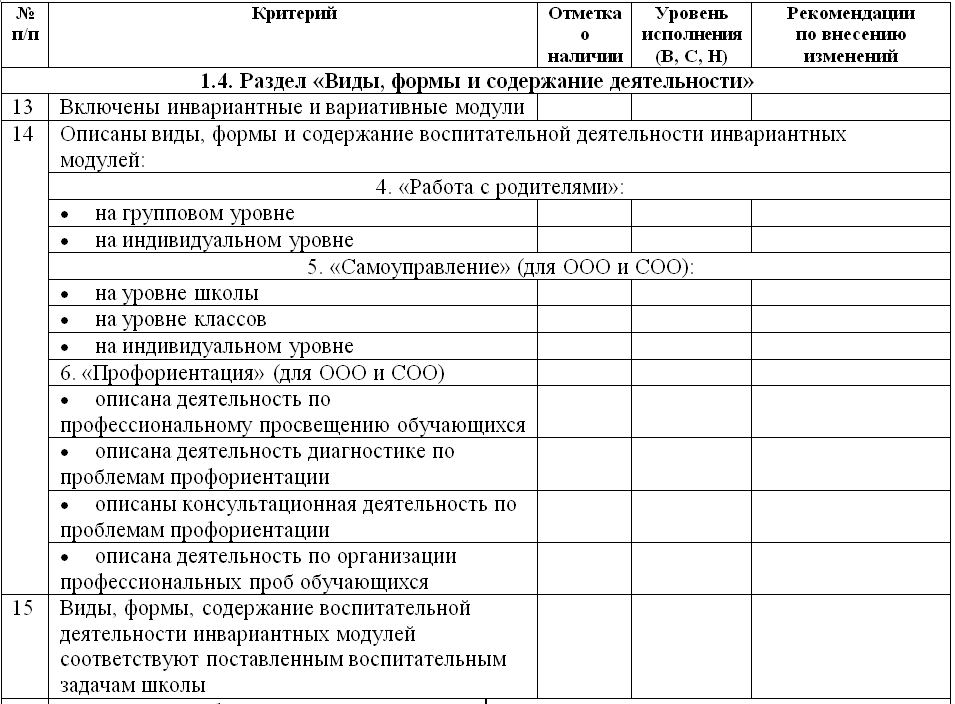 № п/п Критерий Отметка о наличии Уровень исполнения (В, С, Н) Рекомендации по внесению изменений
1.4. Раздел «Виды, формы и содержание деятельности»
13 Включены инвариантные и вариативные модули
14 Описаны виды, формы и содержание воспитательной деятельности инвариантных
модулей:
4. «Работа с родителями»:
• на групповом уровне
• на индивидуальном уровне
5. «Самоуправление» (для ООО и СОО):
• на уровне школы
• на уровне классов
• на индивидуальном уровне
6. «Профориентация» (для ООО и СОО)
• описана деятельность по
профессиональному просвещению обучающихся
• описана деятельность диагностике по
проблемам профориентации
• описаны консультационная деятельность по
проблемам профориентации
• описана деятельность по организации
профессиональных проб обучающихся
15 Виды, формы, содержание воспитательной
деятельности инвариантных модулей
соответствуют поставленным воспитательным
задачам школы